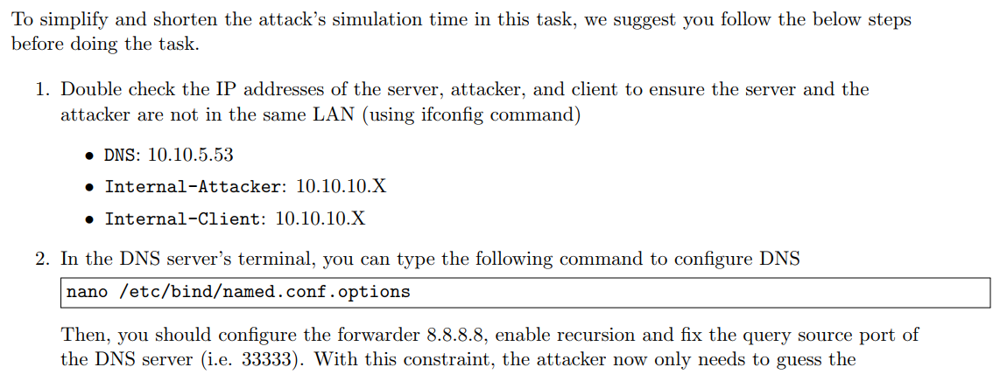 To simplify and shorten the attack's simulation time in this task, we suggest you follow the below steps
before doing the task.
1. Double check the IP addresses of the server, attacker, and client to ensure the server and the
attacker are not in the same LAN (using ifconfig command)
• DNS: 10.10.5.53
• Internal-Attacker: 10.10.10.X
• Internal-Client: 10.10.10.X
2. In the DNS server's terminal, you can type the following command to configure DNS
nano /etc/bind/named.conf.options
Then, you should configure the forwarder 8.8.8.8, enable recursion and fix the query source port of
the DNS server (i.e. 33333). With this constraint, the attacker now only needs to guess the